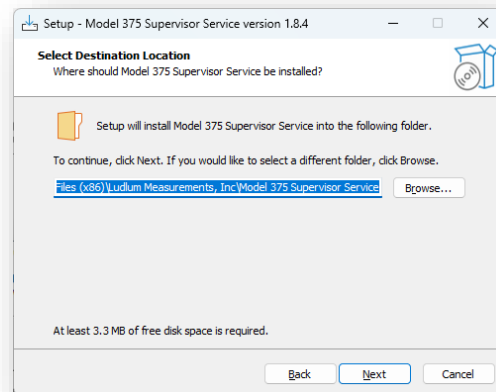 Setup - Model 375 Supervisor Service version 1.8.4
Select Destination Location
Where should Model 375 Supervisor Service be installed?
Setup will install Model 375 Supervisor Service into the following folder.
To continue, click Next. If you would like to select a different folder, click Browse.
Files (x86)\Ludlum Measurements, Inc\Model 375 Supervisor Service
Browse...
At least 3.3 MB of free disk space is required.
Back
Next
Cancel